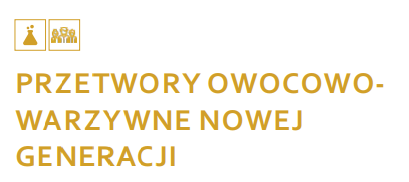 PRZETWORY OWOCOWO-
WARZYWNE NOWEJ
GENERACJI